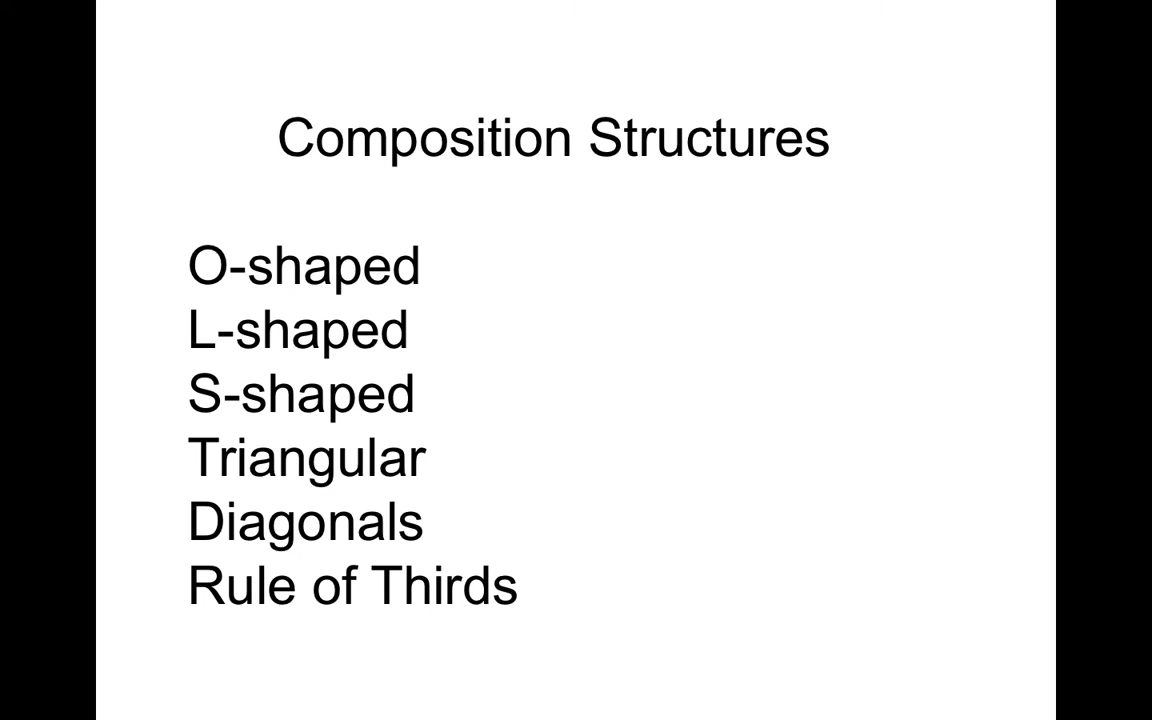 Composition Structures
O-shaped
L-shaped
S-shaped
Triangular
Diagonals
Rule of Thirds